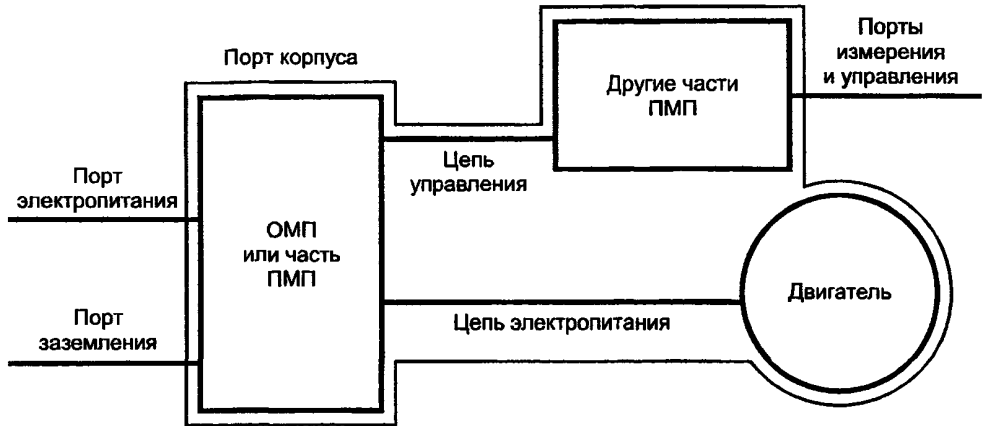 Порт корпуса
Порты
измерения
и управления
Другие части
ПМП
Цепь
управления
Порт
электропитания
ОМП
или часть
ПМП
Двигатель
Цепь электропитания
Порт
заземления